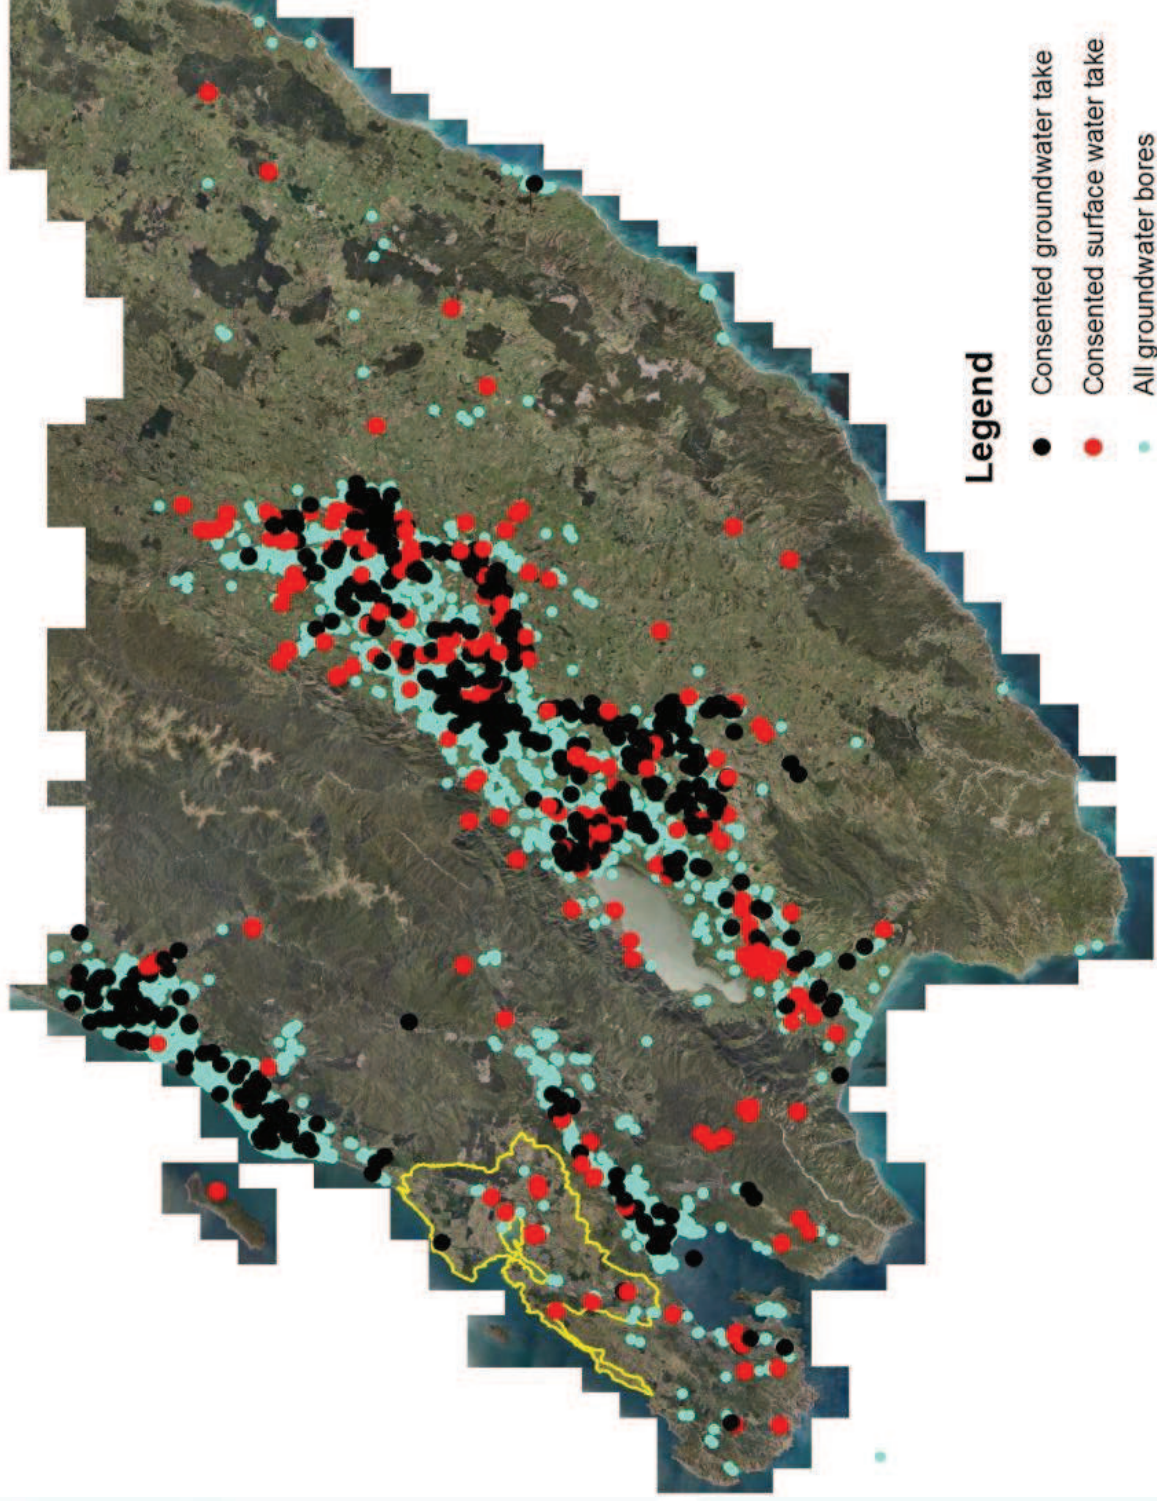 Legend
Consented groundwater take
Consented surface water take
All groundwater bores